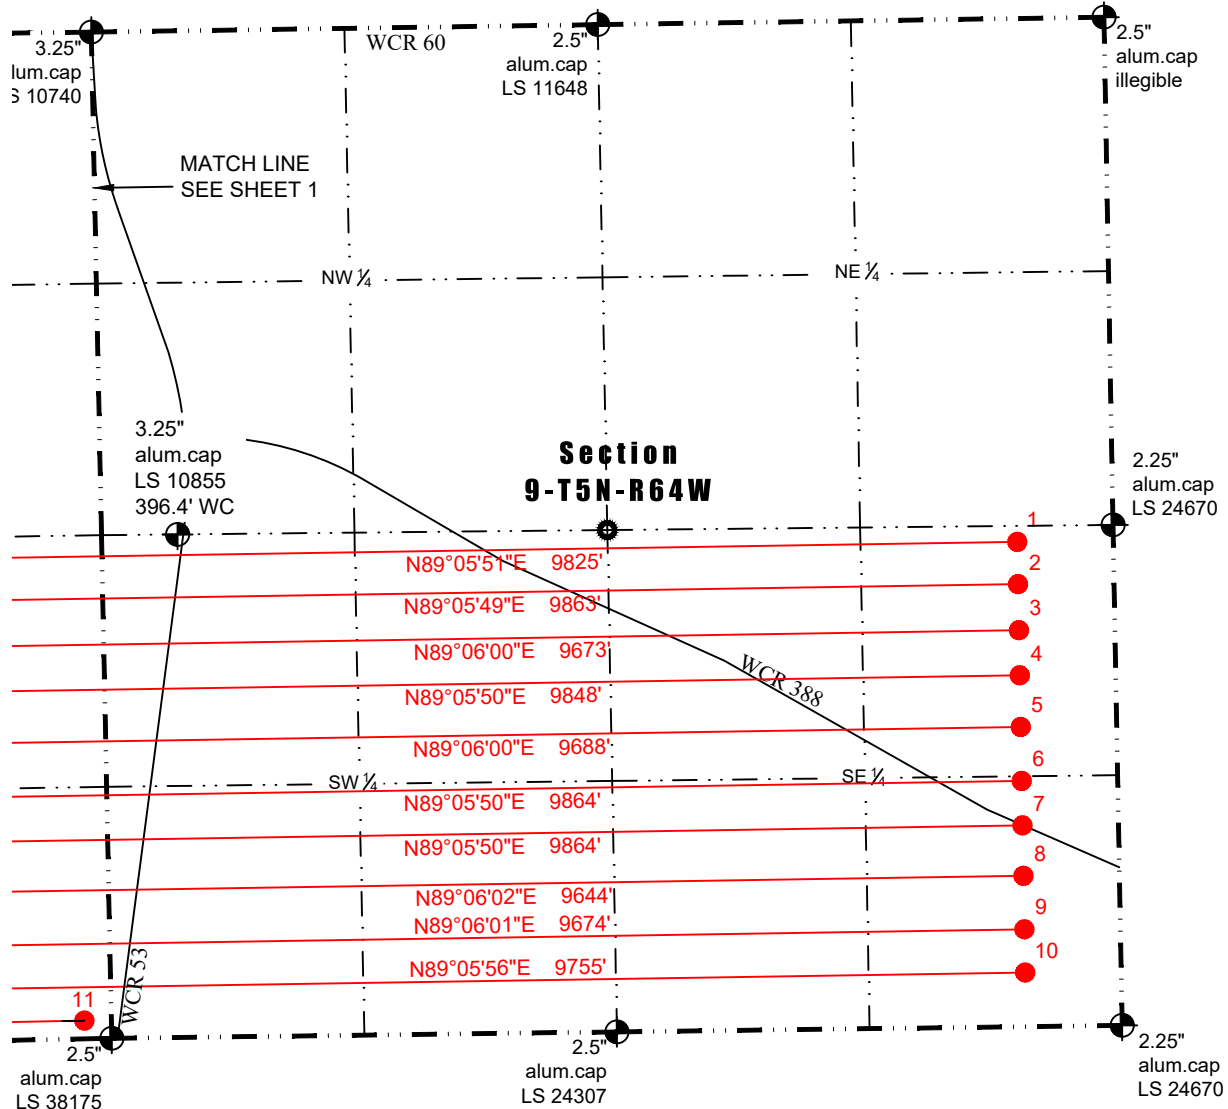 3.25"
lum.cap
S 10740
WCR 60
2.5"
alum.cap
LS 11648
2.5"
alum.cap
illegible
MATCH LINE
SEE SHEET 1
NW ¼
NE ¼
3.25"
alum.cap
LS 10855
396.4' WC
Section
9-T5N-R64W
2.25"
alum.cap
LS 24670
1
N89°05'51"E 9825'
2
N89°05'49"E 9863'
3
N89°06'00"E 9673'
4
WCR 388
N89°05'50"E 9848'
5
N89°06'00"E 9688'
6
SW ¼
SE ¼
N89°05'50"E 9864'
7
N89°05'50"E 9864'
8
N89°06'02"E 9644'
9
N89°06'01"E 9674'
10
N89°05'56"E 9755'
WCR 53
11
2.5"
alum.cap
LS 38175
2.5"
alum.cap
LS 24307
2.25"
alum.cap
LS 24670